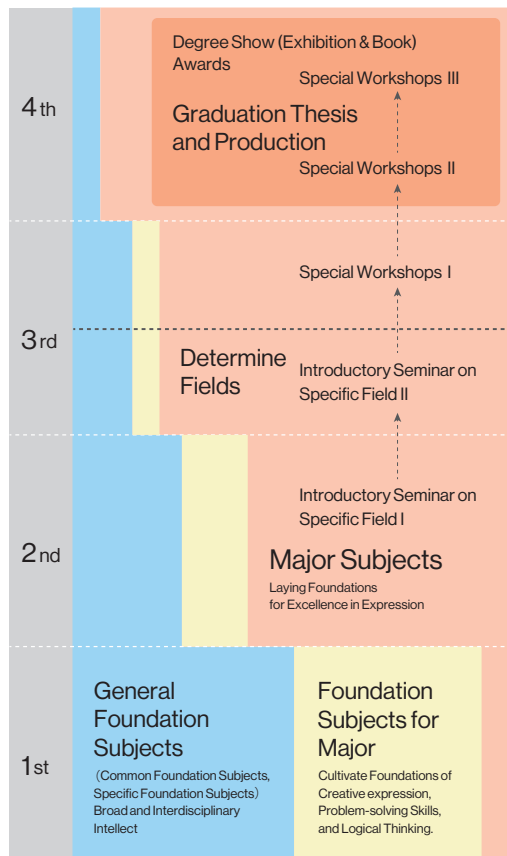 4th
Degree Show (Exhibition & Book)
Awards
Special Workshops III
Graduation Thesis
and Production
Special Workshops II
Special Workshops I
3rd
Determine
Fields
Introductory Seminar on
Specific Field II
Introductory Seminar on
Specific Field I
2nd
Major Subjects
Laying Foundations
for Excellence in Expression
1st
General
Foundation
Subjects
（Common Foundation Subjects,
Specific Foundation Subjects）
Broad and Interdisciplinary
Intellect
Foundation
Subjects for
Major
Cultivate Foundations of
Creative expression,
Problem-solving Skills,
and Logical Thinking.